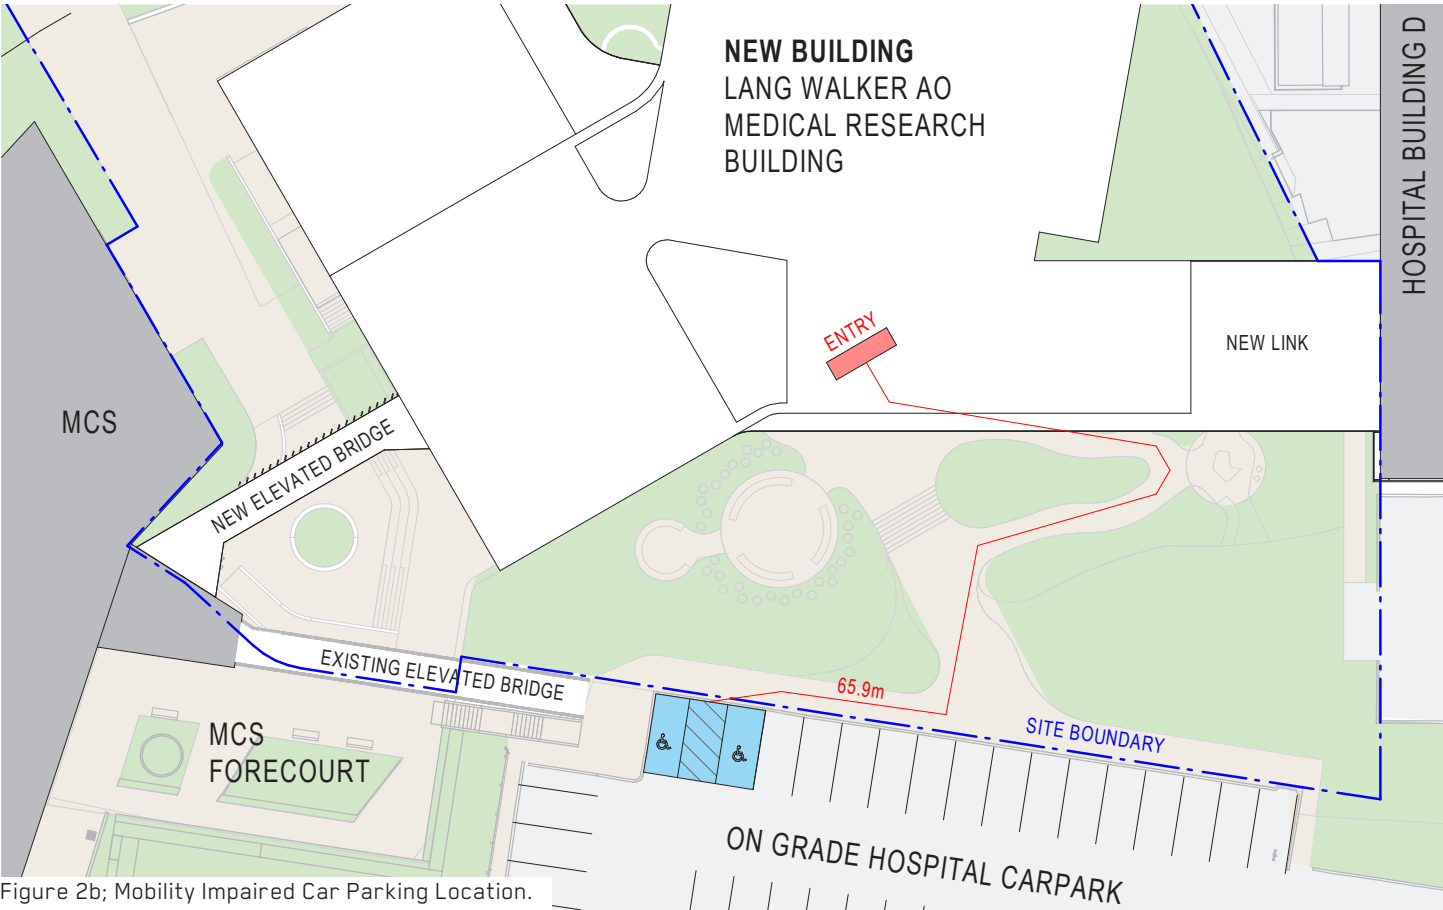 NEW BUILDING
LANG WALKER AO
MEDICAL RESEARCH
BUILDING
HOSPITAL BUILDING D
ENTRY
NEW LINK
MCS
NEW ELEVATED BRIDGE
EXISTING ELEVATED BRIDGE
65.9m
SITE BOUNDARY
MCS
FORECOURT
ON GRADE HOSPITAL CARPARK
Figure 2b; Mobility Impaired Car Parking Location.